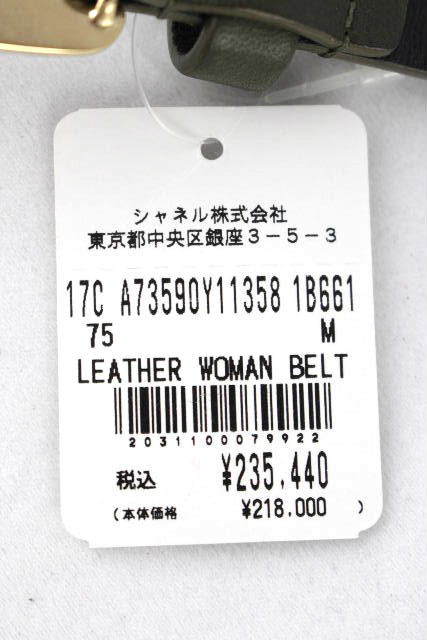 シャネル株式会社
東京都中央区銀座3-5-3
17C A73590Y11358 1B661
75 M
LEATHER WOMAN BELT
2031100079922
税込 ¥235,440
(本体価格 ¥218,000 )